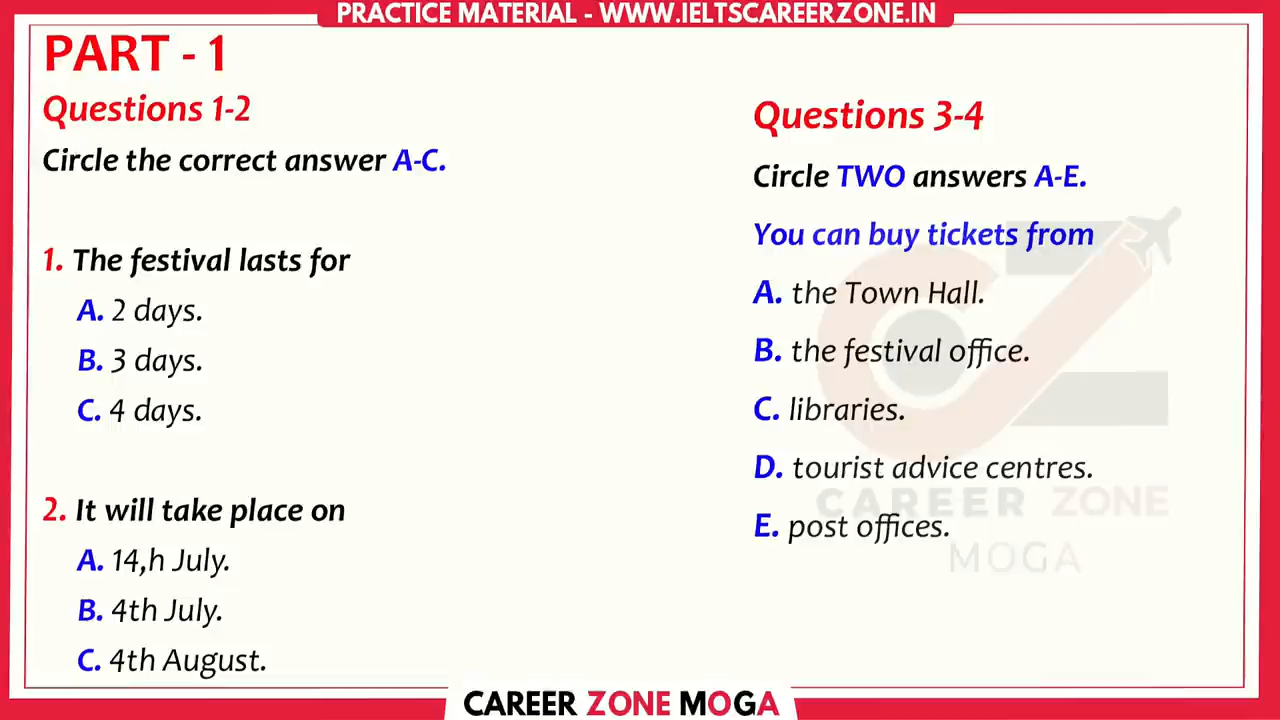 PRACTICE MATERIAL - WWW.IELTSCAREERZONE.IN
PART - 1
Questions 1-2
Circle the correct answer A-C.
1. The festival lasts for
A. 2 days.
B. 3 days.
C. 4 days.
2. It will take place on
A. 14,h July.
B. 4th July.
C. 4th August.
Questions 3-4
Circle TWO answers A-E.
You can buy tickets from
A. the Town Hall.
B. the festival office.
C. libraries.
D. tourist advice centres.
E. post offices.
CAREER ZONE
MOGA
CAREER ZONE MOGA